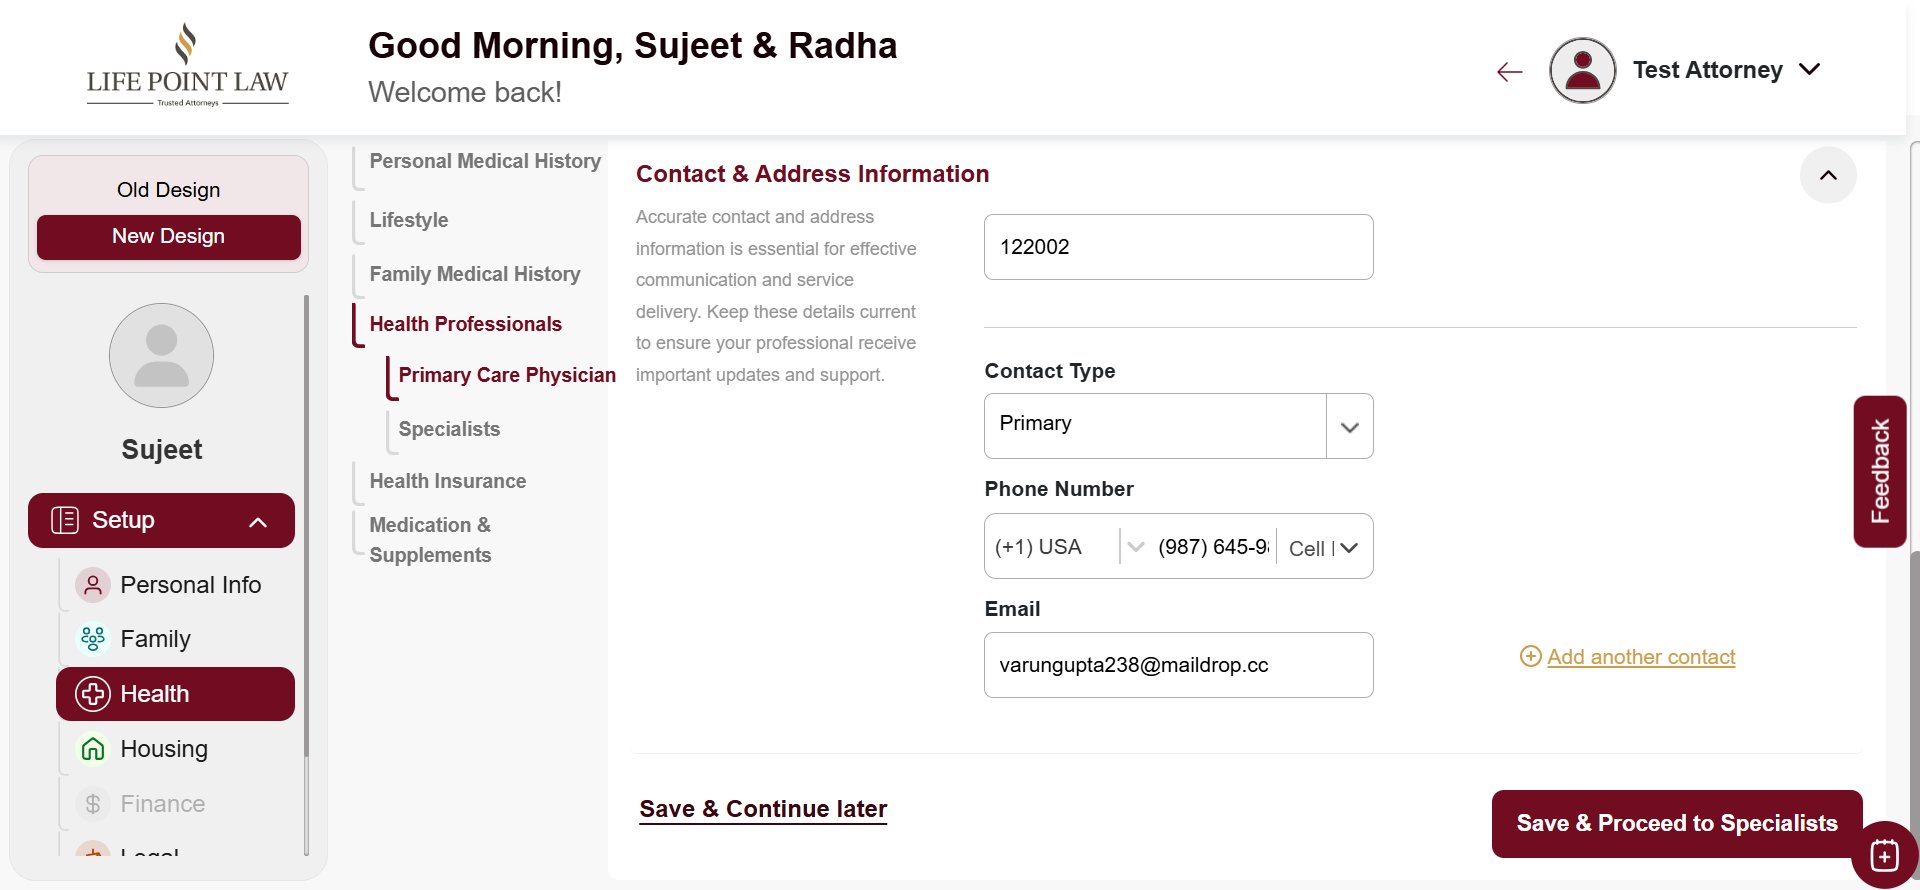 LIFE POINT LAW
Trusted Attorneys
Good Morning, Sujeet & Radha
Welcome back!
Test Attorney
Old Design
New Design
Sujeet
Setup
Personal Info
Family
Health
Housing
Finance
Legal
Personal Medical History
Lifestyle
Family Medical History
Health Professionals
Primary Care Physician
Specialists
Health Insurance
Medication &
Supplements
Contact & Address Information
Accurate contact and address
information is essential for effective
communication and service
delivery. Keep these details current
to ensure your professional receive
important updates and support.
122002
Contact Type
Primary
Phone Number
(+1) USA
(987) 645-9
Cell
Email
varungupta238@maildrop.cc
Add another contact
Save & Continue later
Save & Proceed to Specialists
Feedback